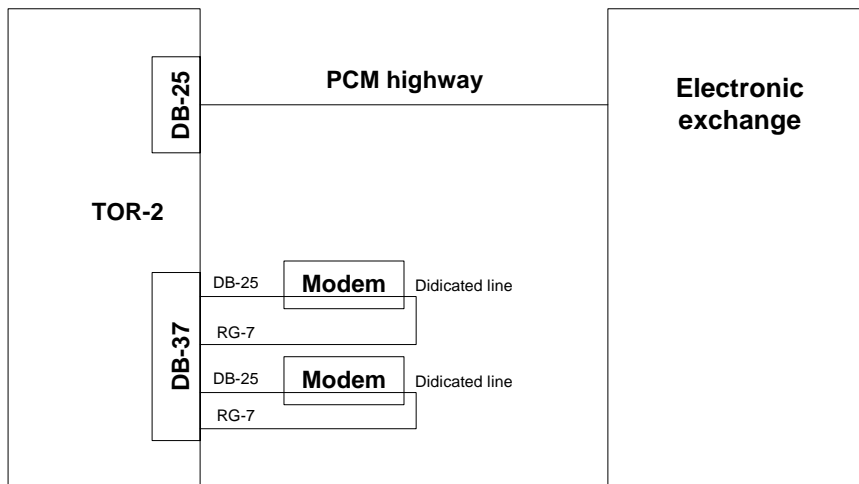 DB-25
PCM highway
Electronic
exchange
TOR-2
DB-37
DB-25
Modem
Didicated line
RG-7
DB-25
Modem
Didicated line
RG-7